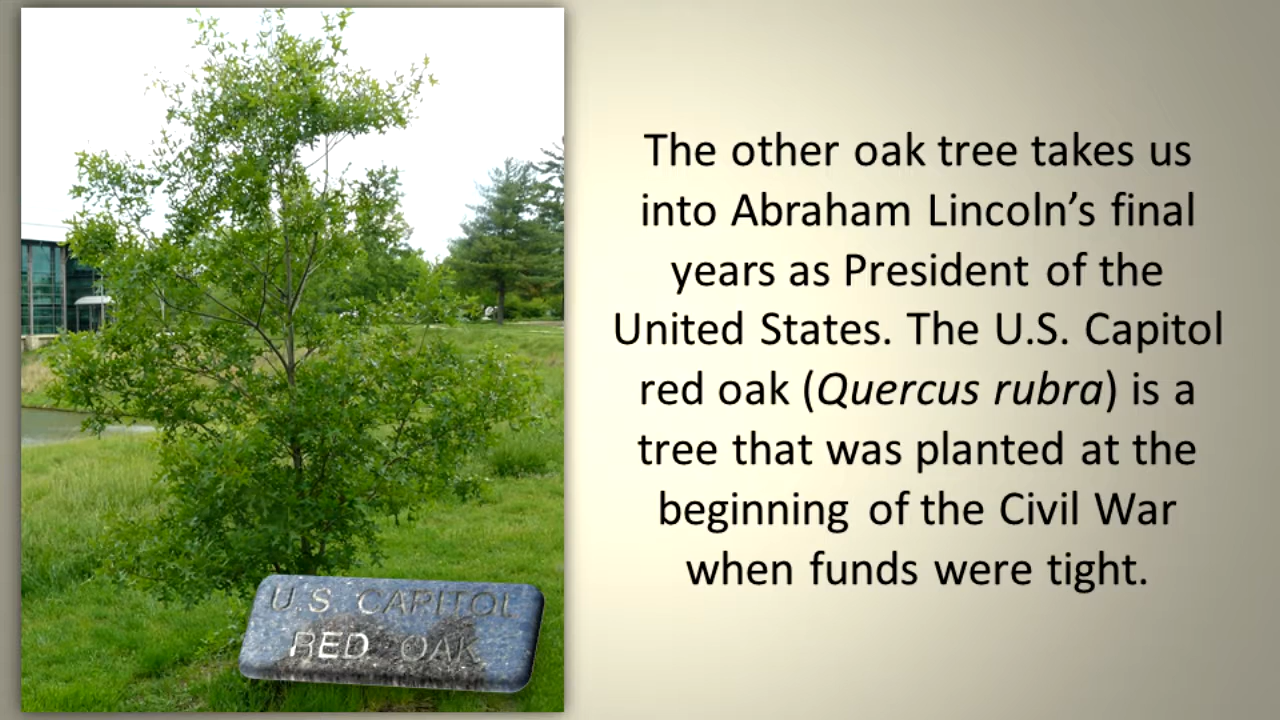 The other oak tree takes us
into Abraham Lincoln’s final
years as President of the
United States. The U.S. Capitol
red oak (Quercus rubra) is a
tree that was planted at the
beginning of the Civil War
when funds were tight.
U.S. CAPITOL
RED OAK